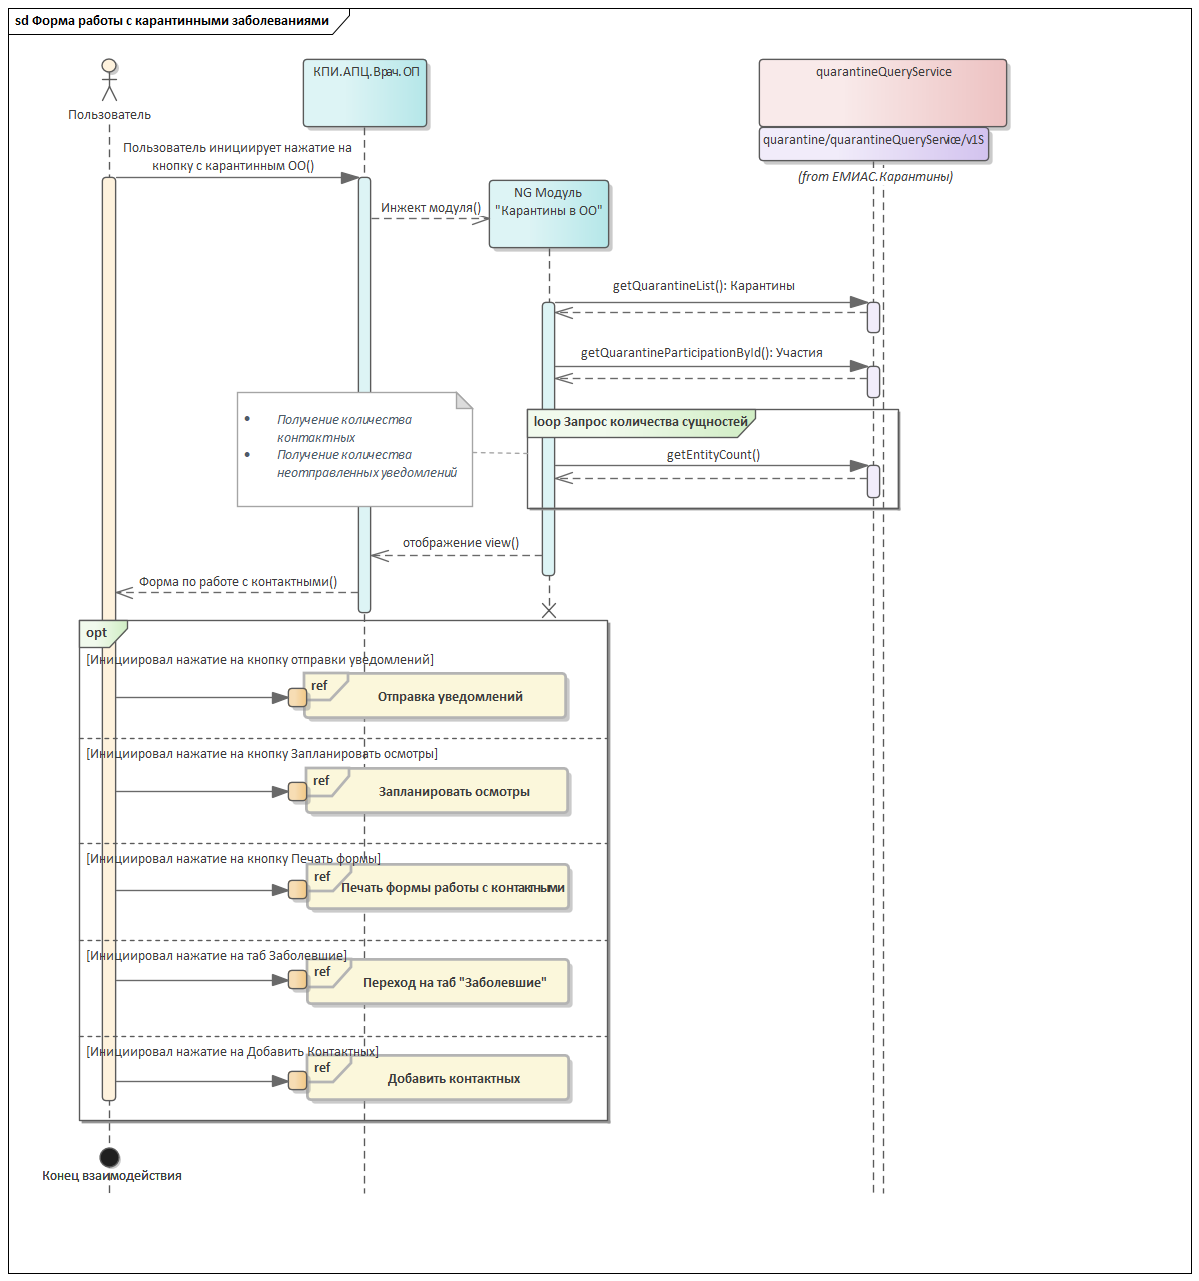 sd Форма работы с карантинными заболеваниями
Пользователь
КПИ.АПЦ.Врач.ОП
quarantineQueryService
quarantine/quarantineQueryService/v1S
(from ЕМИАС.Карантины)
Пользователь инициирует нажатие на
кнопку с карантинным ОО()
NG Модуль
"Карантины в ОО"
Инжект модуля()
getQuarantineList(): Карантины
getQuarantineParticipationById(): Участия
• Получение количества
контактных
• Получение количества
неотправленных уведомлений
loop Запрос количества сущностей
getEntityCount()
отображение view()
Форма по работе с контактными()
opt
[Инициировал нажатие на кнопку отправки уведомлений]
ref
Отправка уведомлений
[Инициировал нажатие на кнопку Запланировать осмотры]
ref
Запланировать осмотры
[Инициировал нажатие на кнопку Печать формы]
ref
Печать формы работы с контактными
[Инициировал нажатие на таб Заболевшие]
ref
Переход на таб "Заболевшие"
[Инициировал нажатие на Добавить Контактных]
ref
Добавить контактных
Конец взаимодействия